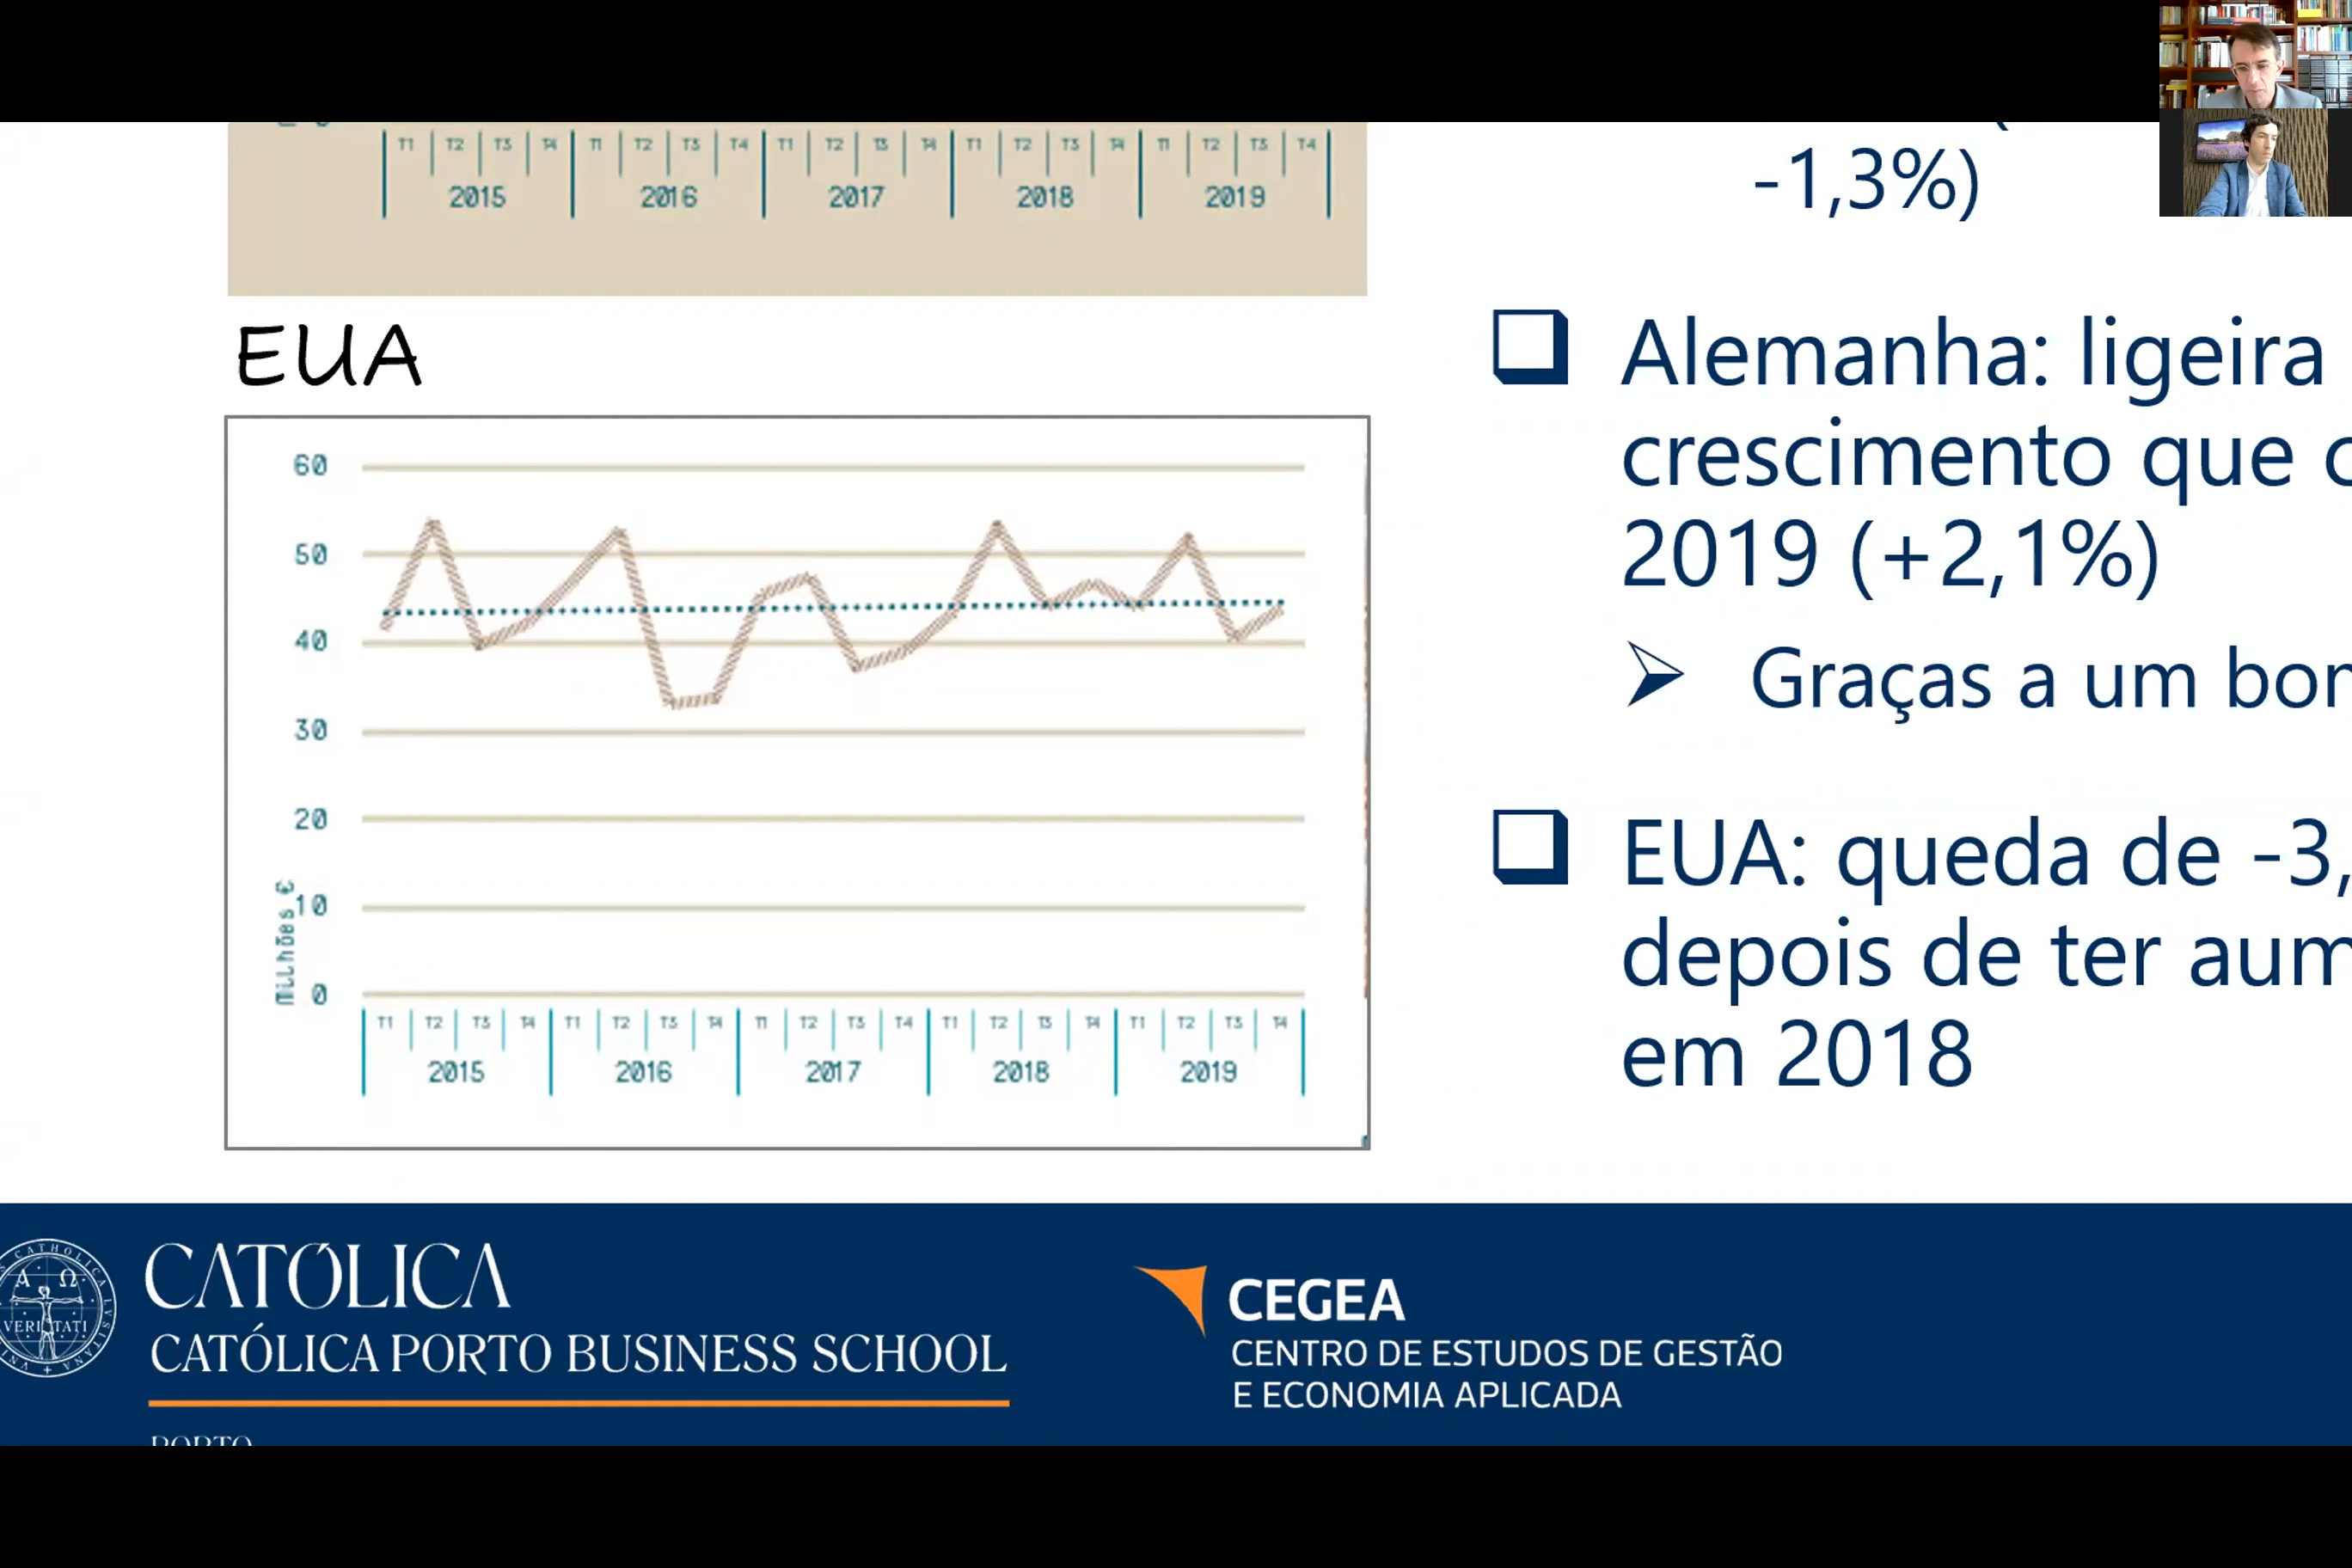 T1 T2 T3 T4 T1 T2 T3 T4 T1 T2 T3 T4 T1 T2 T3 T4 T1 T2 T3 T4
2015 2016 2017 2018 2019
EUA
60
50
40
30
20
10
0
milhões €
T1 T2 T3 T4 T1 T2 T3 T4 T1 T2 T3 T4 T1 T2 T3 T4 T1 T2 T3 T4
2015 2016 2017 2018 2019
-1,3%)
Alemanha: ligeira
crescimento que
2019 (+2,1%)
Graças a um
EUA: queda de -3,
depois de ter
em 2018
CATÓLICA
CATÓLICA PORTO BUSINESS SCHOOL
PORTO
VERITATI
CEGEA
CENTRO DE ESTUDOS DE GESTÃO
E ECONOMIA APLICADA